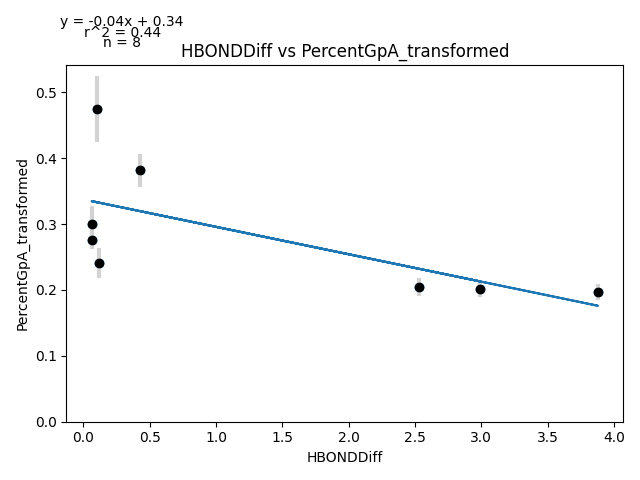 y = -0.04x + 0.34
r^2 = 0.44
n = 8
HBONDDiff vs PercentGpA_transformed
PercentGpA_transformed
0.5
0.4
0.3
0.2
0.1
0.0
0.0 0.5 1.0 1.5 2.0 2.5 3.0 3.5 4.0
HBONDDiff